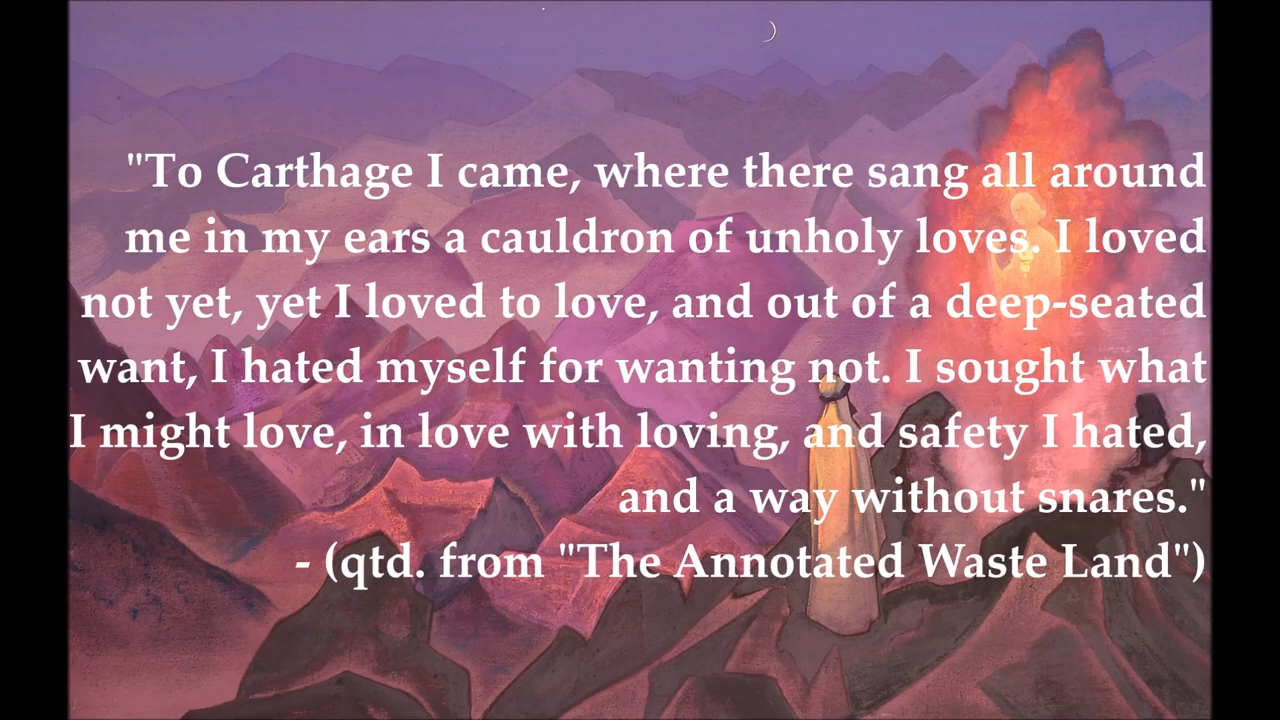 "To Carthage I came, where there sang all around
me in my ears a cauldron of unholy loves. I loved
not yet, yet I loved to love, and out of a deep-seated
want, I hated myself for wanting not. I sought what
I might love, in love with loving, and safety I hated,
and a way without snares."
- (qtd. from "The Annotated Waste Land")